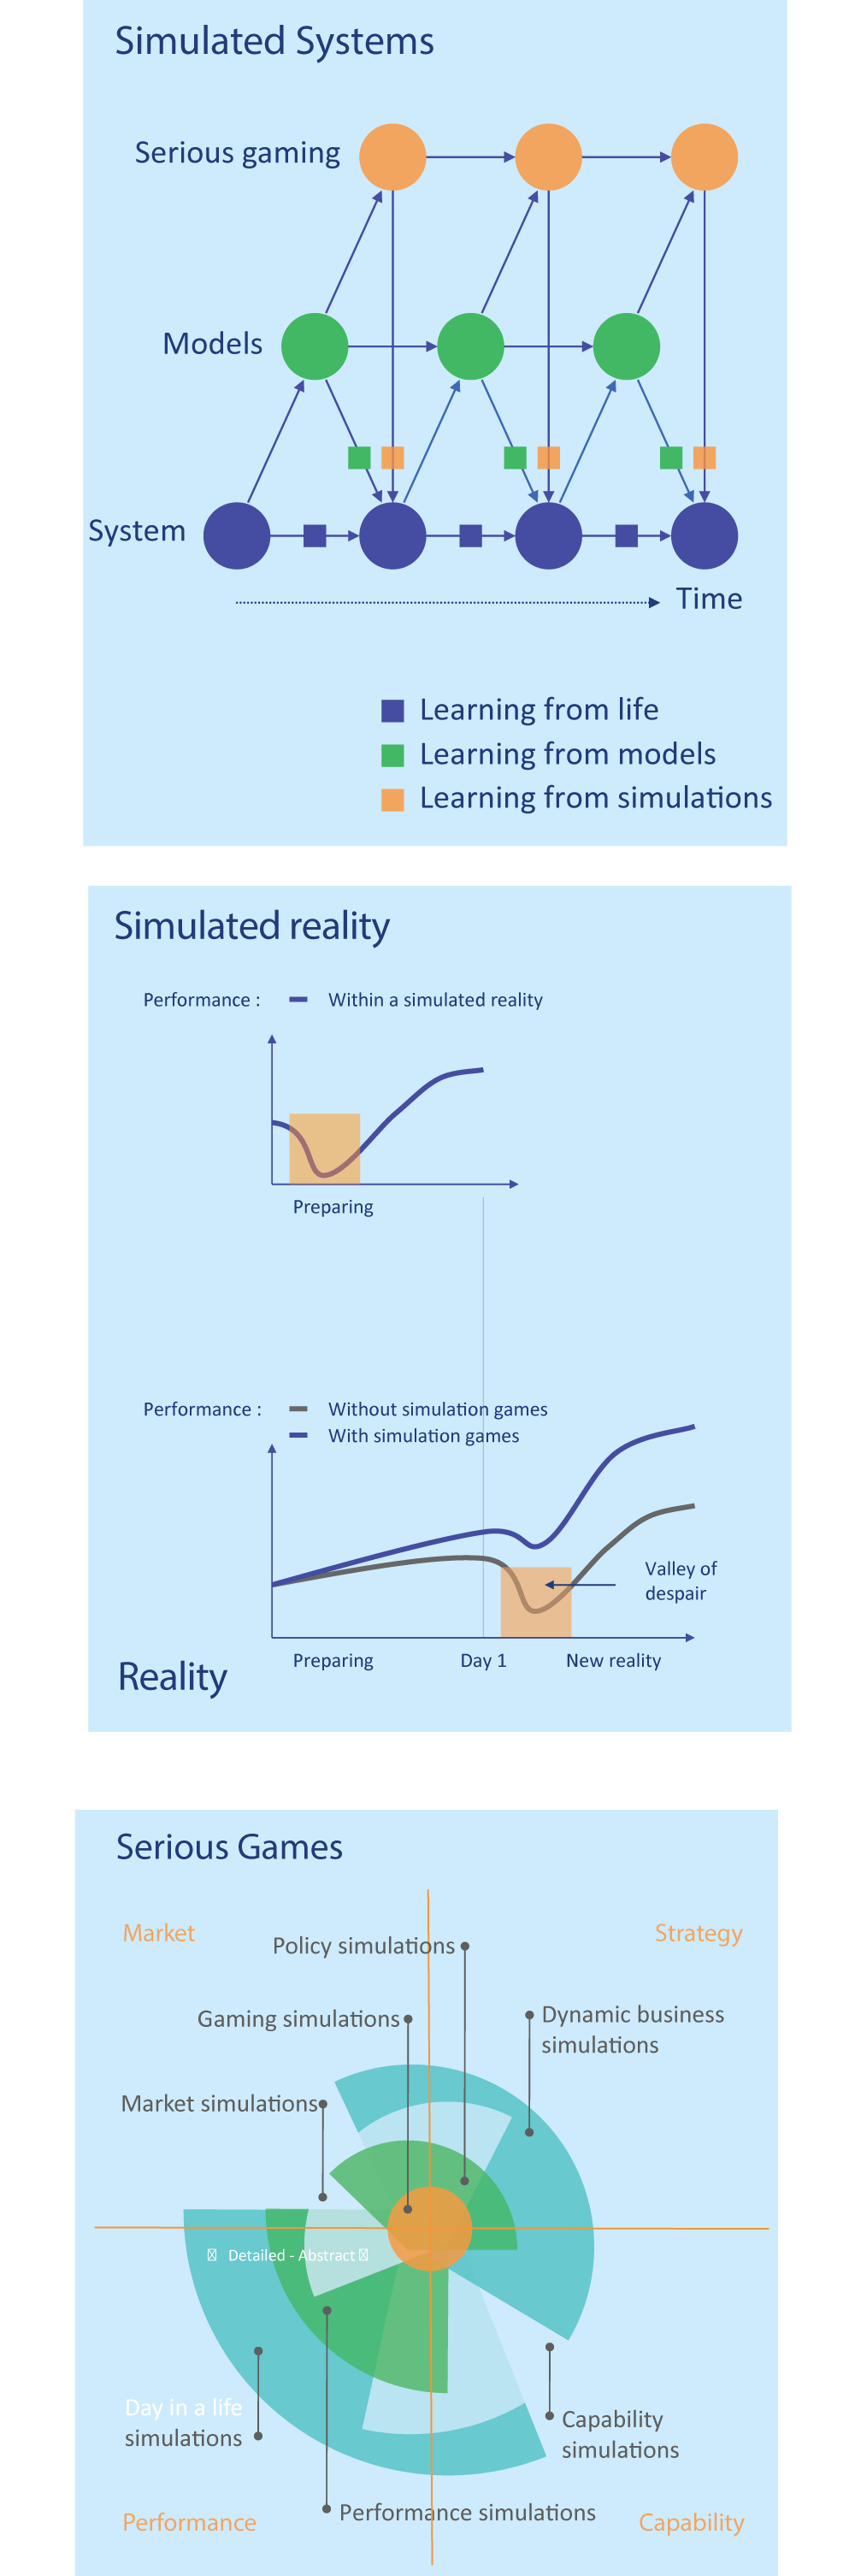 Simulated Systems
Serious gaming
Models
System
Time
Learning from life
Learning from models
Learning from simulations
Simulated reality
Performance : Within a simulated reality
Preparing
Performance : Without simulation games
With simulation games
Valley of
despair
Preparing Day 1 New reality
Reality
Serious Games
Market Strategy
Policy simulations
Gaming simulations
Dynamic business
simulations
Market simulations
Detailed - Abstract
Day in a life
simulations
Capability
simulations
Performance simulations
Performance Capability